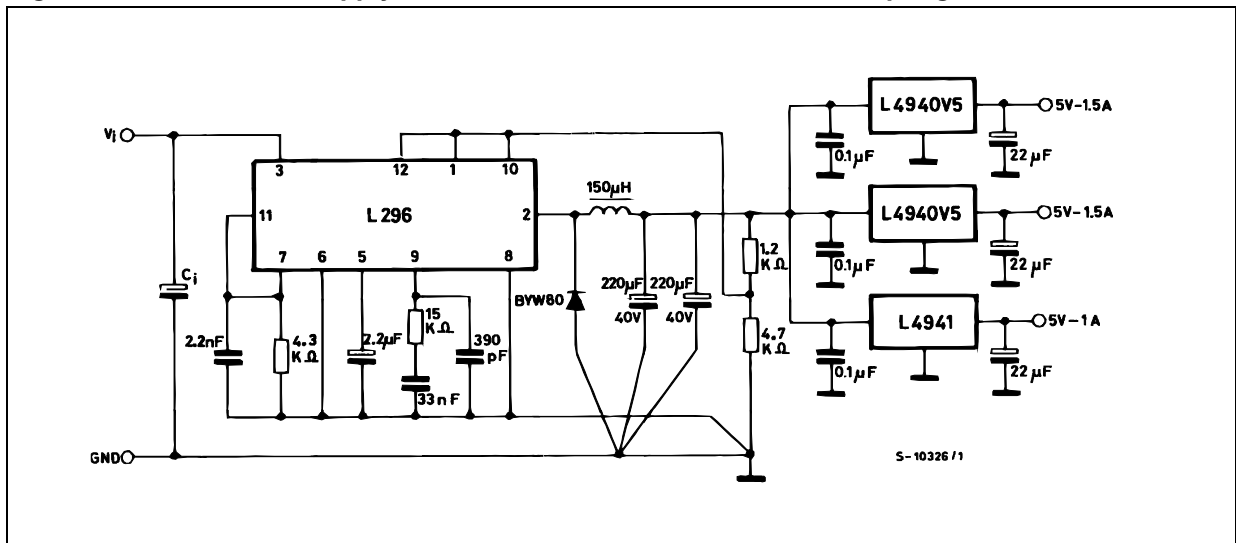 Vi
GND
Ci
L296
3
12
1
10
11
2
7
6
5
9
8
2.2nF
4.3
KΩ
2.2µF
15
KΩ
33nF
390
pF
BYW80
150µH
220µF
40V
220µF
40V
1.2
KΩ
4.7
KΩ
0.1µF
L4940V5
22µF
5V-1.5A
0.1µF
L4940V5
22µF
5V-1.5A
0.1µF
L4941
22µF
5V-1A
S-10326/1